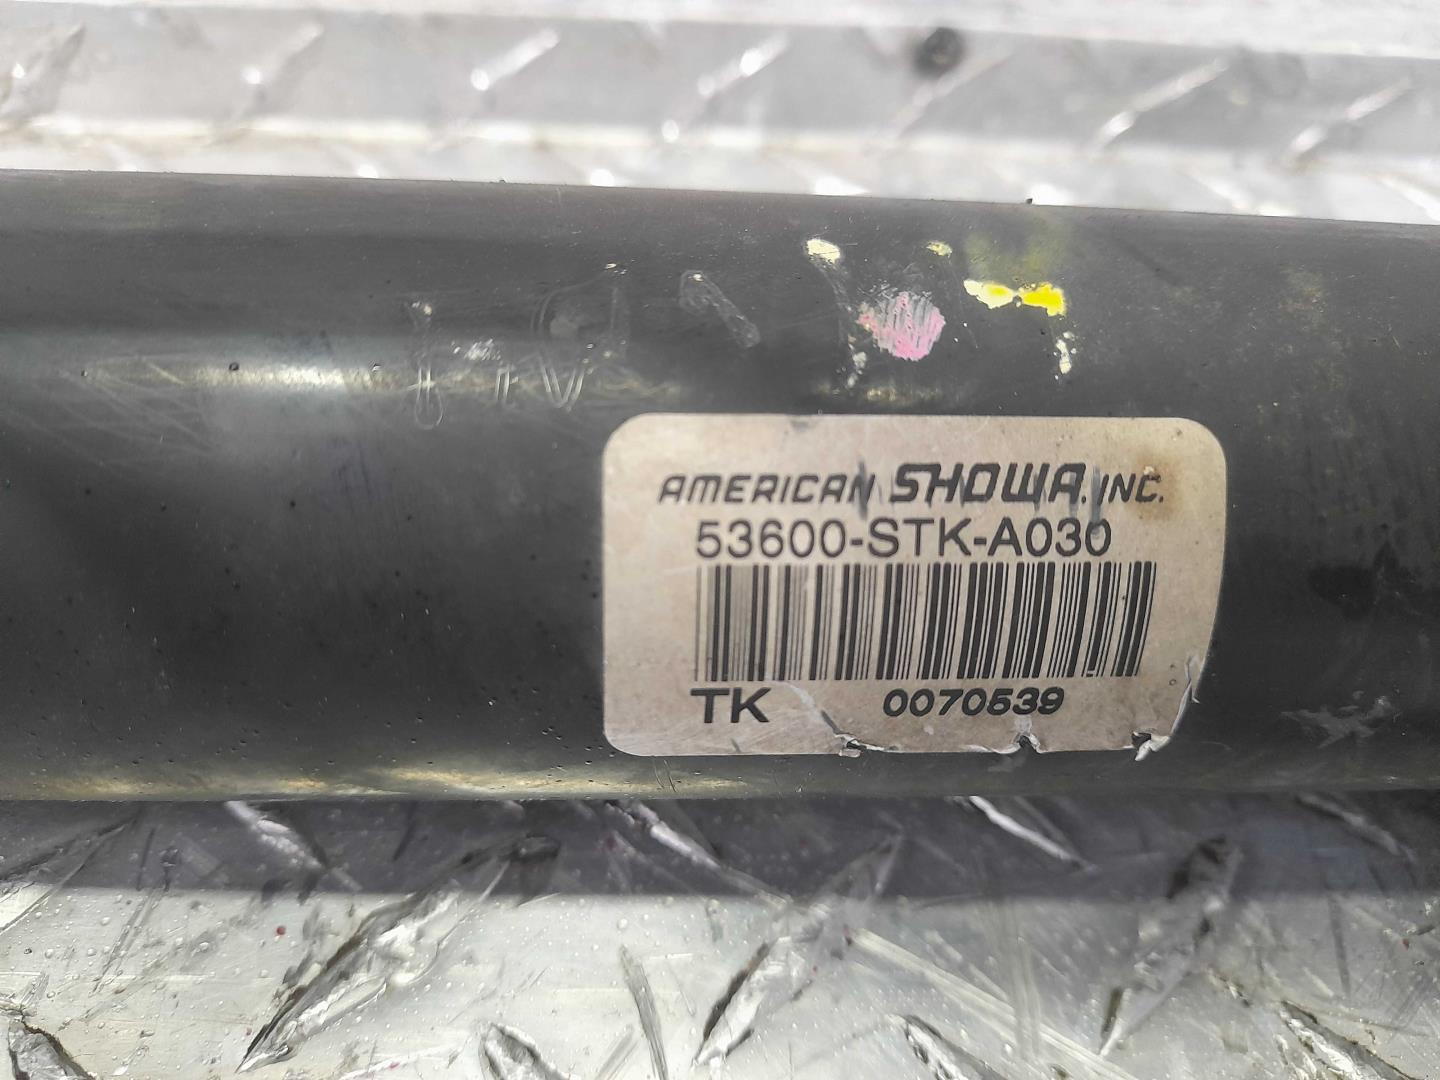 AMERICAN SHOWA, INC.
53600-STK-A030
TK 0070539